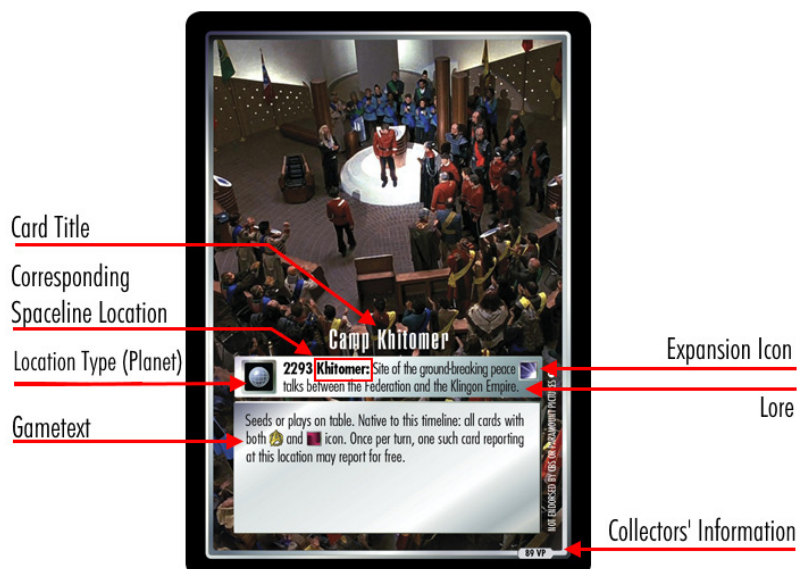 Card Title
Corresponding
Spaceline Location
Location Type (Planet)
Gametext
Camp Khitomer
2293 Khitomer: Site of the ground-breaking peace
talks between the Federation and the Klingon Empire.
Seeds or plays on table. Native to this timeline: all cards with
both and icon. Once per turn, one such card reporting
at this location may report for free.
NOT ENDORSED BY CBS OR PARAMOUNT PICTURES
89 VP
Expansion Icon
Lore
Collectors' Information